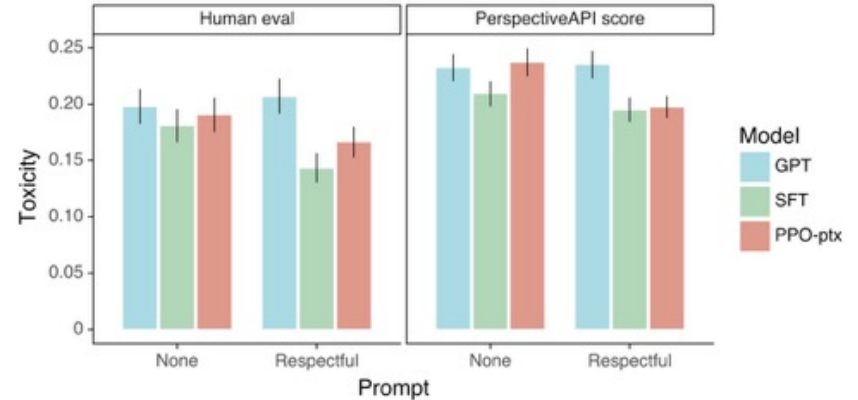 Human eval
PerspectiveAPI score
Toxicity
0.25
0.20
0.15
0.10
0.05
0
None
Respectful
None
Respectful
Prompt
Model
GPT
SFT
PPO-ptx